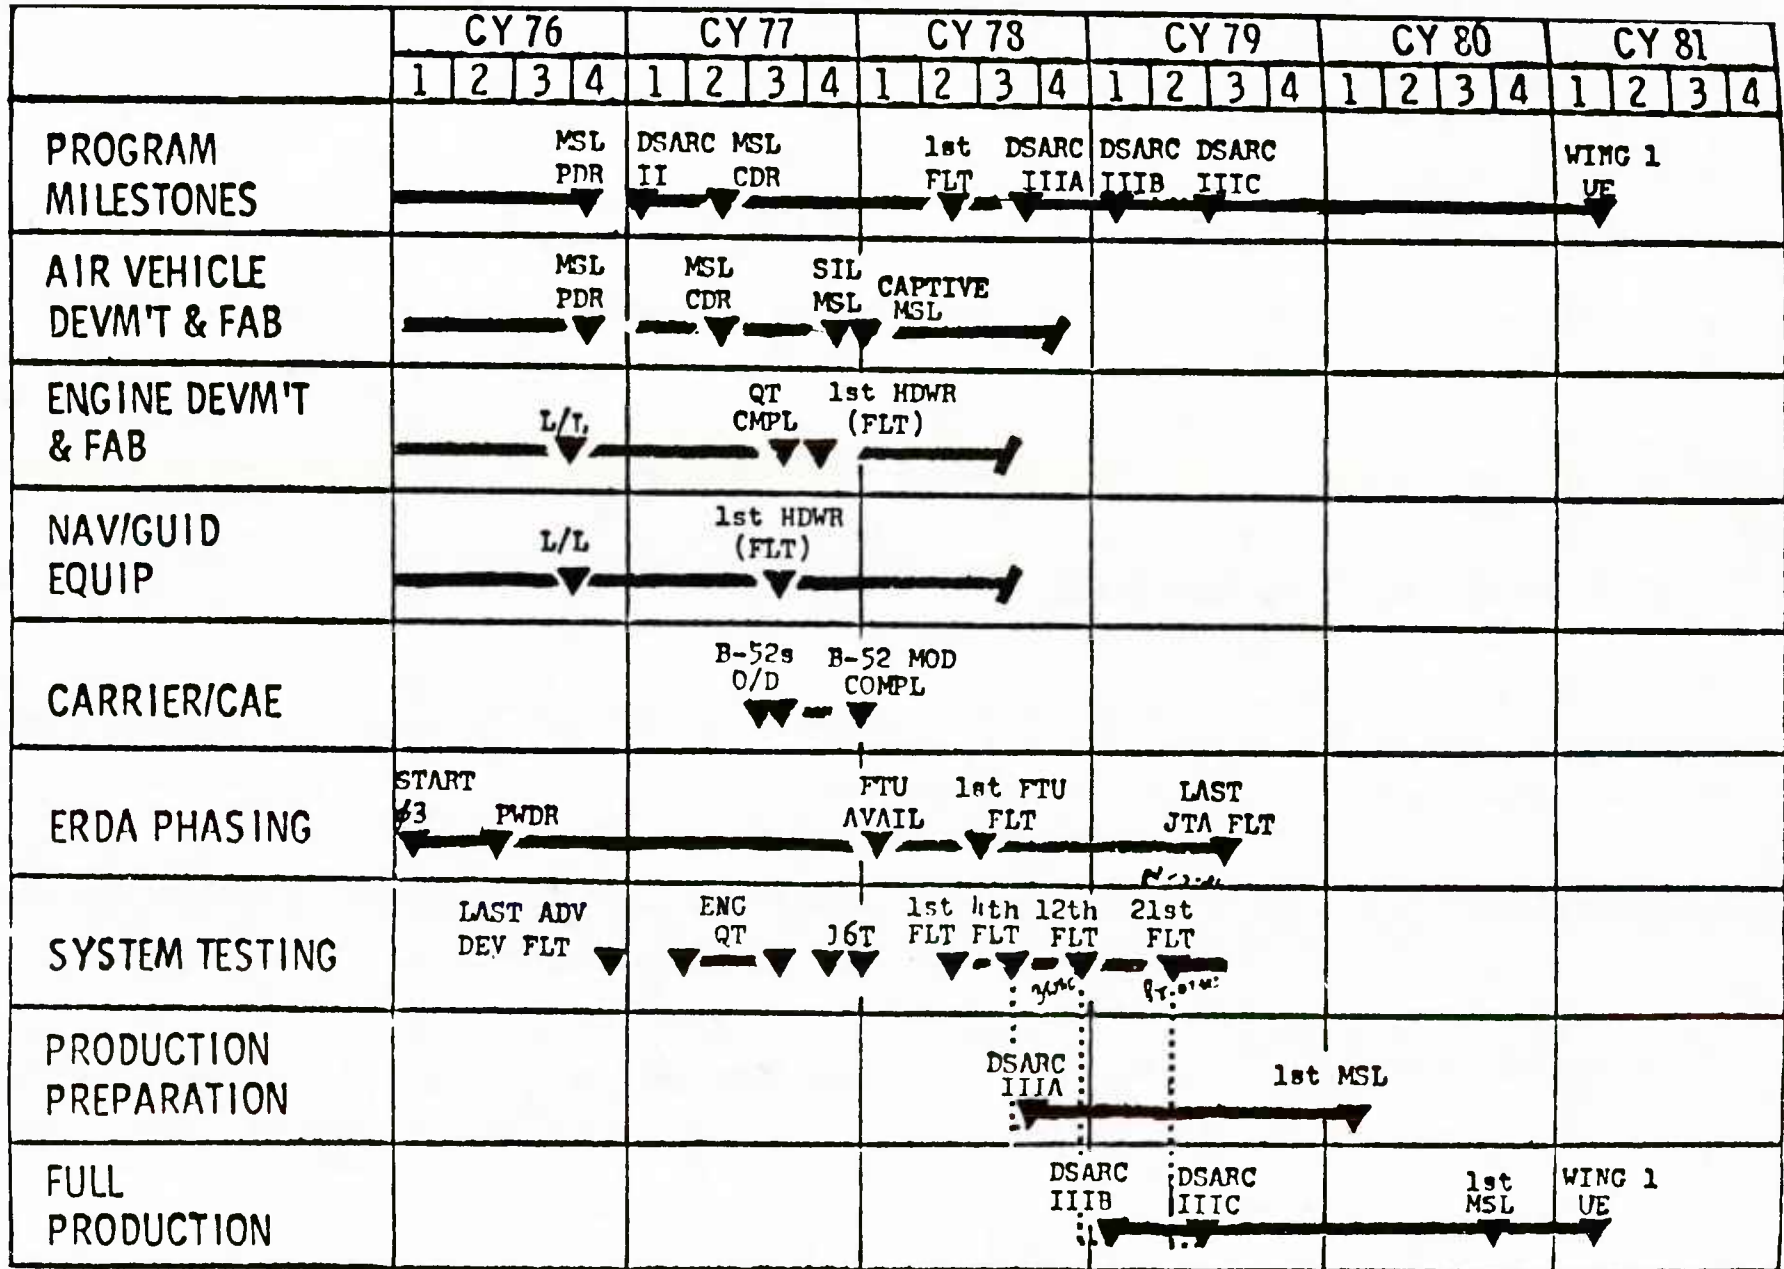 CY 76 CY 77 CY 78 CY 79 CY 80 CY 81
1 2 3 4 1 2 3 4 1 2 3 4 1 2 3 4 1 2 3 4 1 2 3 4
PROGRAM
MILESTONES
MSL DSARC MSL 1st DSARC DSARC DSARC WING 1
PDR II CDR FLT IIIA IIIB IIIC UE
AIR VEHICLE
DEVM'T & FAB
MSL MSL SIL CAPTIVE
PDR CDR MSL MSL
ENGINE DEVM'T
& FAB
L/L QT 1st HDWR
CMPL (FLT)
NAV/GUID
EQUIP
L/L 1st HDWR
(FLT)
CARRIER/CAE
B-52s B-52 MOD
O/D COMPL
ERDA PHASING
START FTU 1st FTU LAST
φ3 PWDR AVAIL FLT JTA FLT
SYSTEM TESTING
LAST ADV ENG 1st 4th 12th 21st
DEV FLT QT J6T FLT FLT FLT FLT
PRODUCTION
PREPARATION
DSARC 1st MSL
IIIA
FULL
PRODUCTION
DSARC DSARC 1st WING 1
IIIB IIIC MSL UE